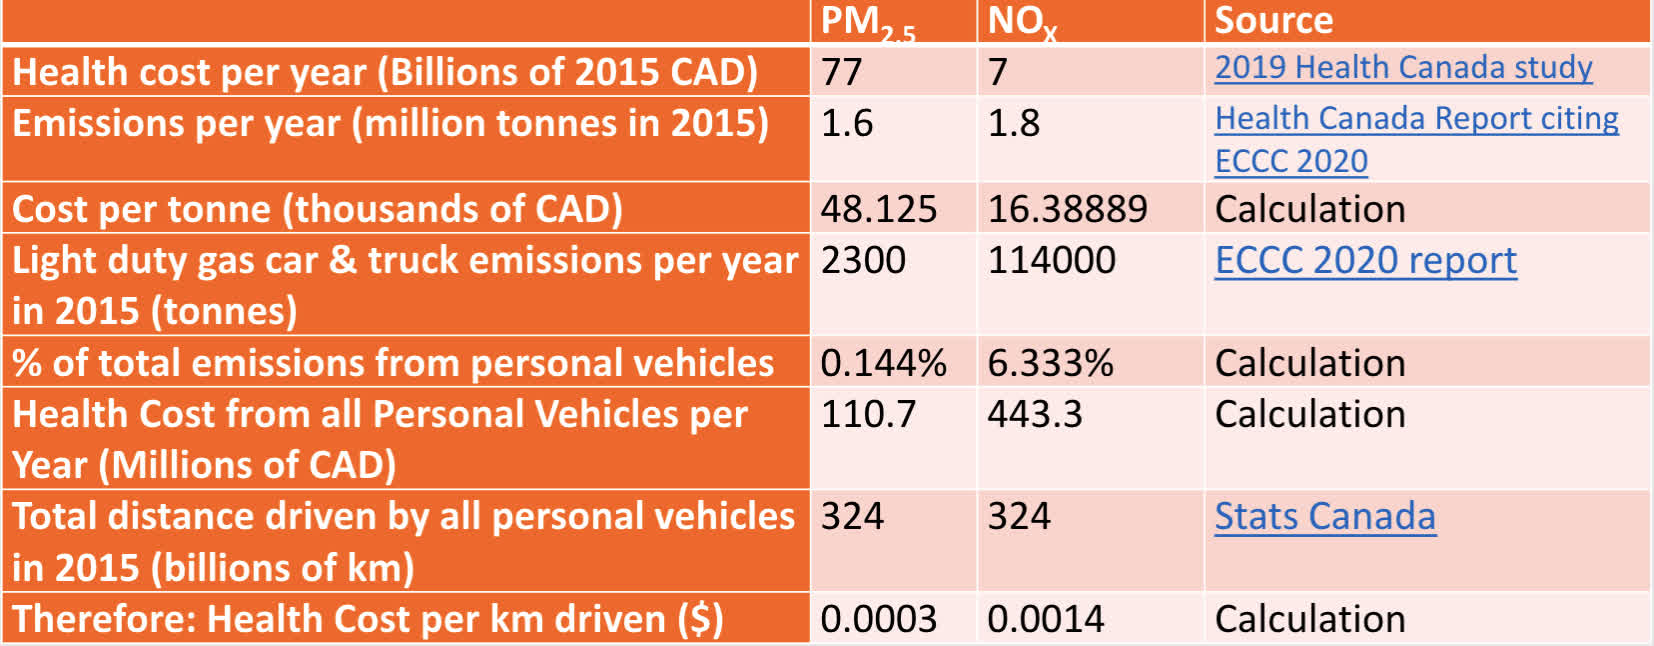 PM2.5 NOX Source
Health cost per year (Billions of 2015 CAD) 77 7 2019 Health Canada study
Emissions per year (million tonnes in 2015) 1.6 1.8 Health Canada Report citing
ECCC 2020
Cost per tonne (thousands of CAD) 48.125 16.38889 Calculation
Light duty gas car & truck emissions per year 2300 114000 ECCC 2020 report
in 2015 (tonnes)
% of total emissions from personal vehicles 0.144% 6.333% Calculation
Health Cost from all Personal Vehicles per 110.7 443.3 Calculation
Year (Millions of CAD)
Total distance driven by all personal vehicles 324 324 Stats Canada
in 2015 (billions of km)
Therefore: Health Cost per km driven ($) 0.0003 0.0014 Calculation